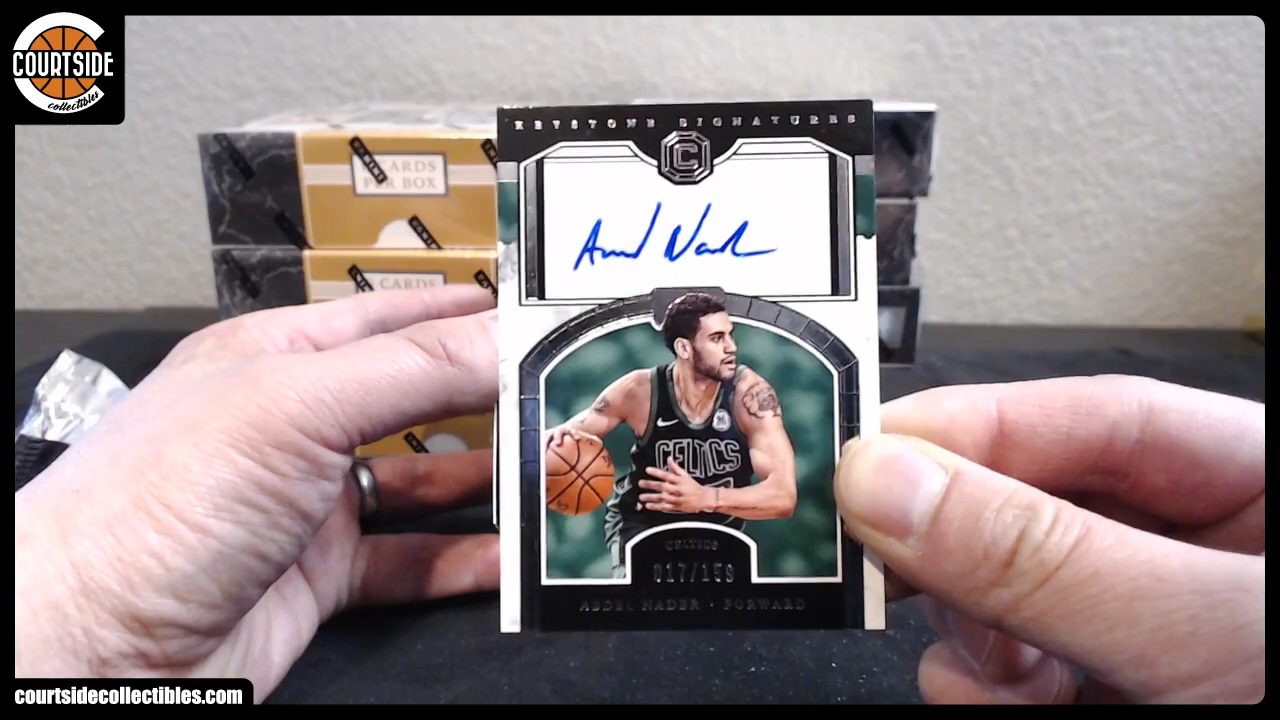 COURTSIDE
collectibles
KEYSTONE SIGNATURES
C
CARDS
PER BOX
CARDS
CELTICS
CELTICS
017/159
ABDEL NADER · FORWARD
courtsidecollectibles.com